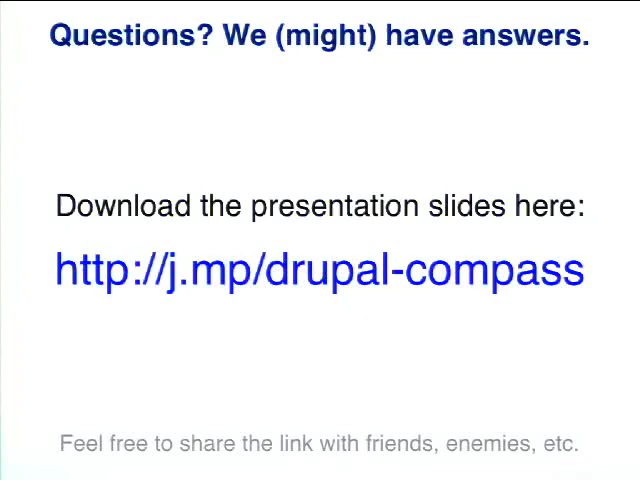 Questions? We (might) have answers.
Download the presentation slides here:
http://j.mp/drupal-compass
Feel free to share the link with friends, enemies, etc.